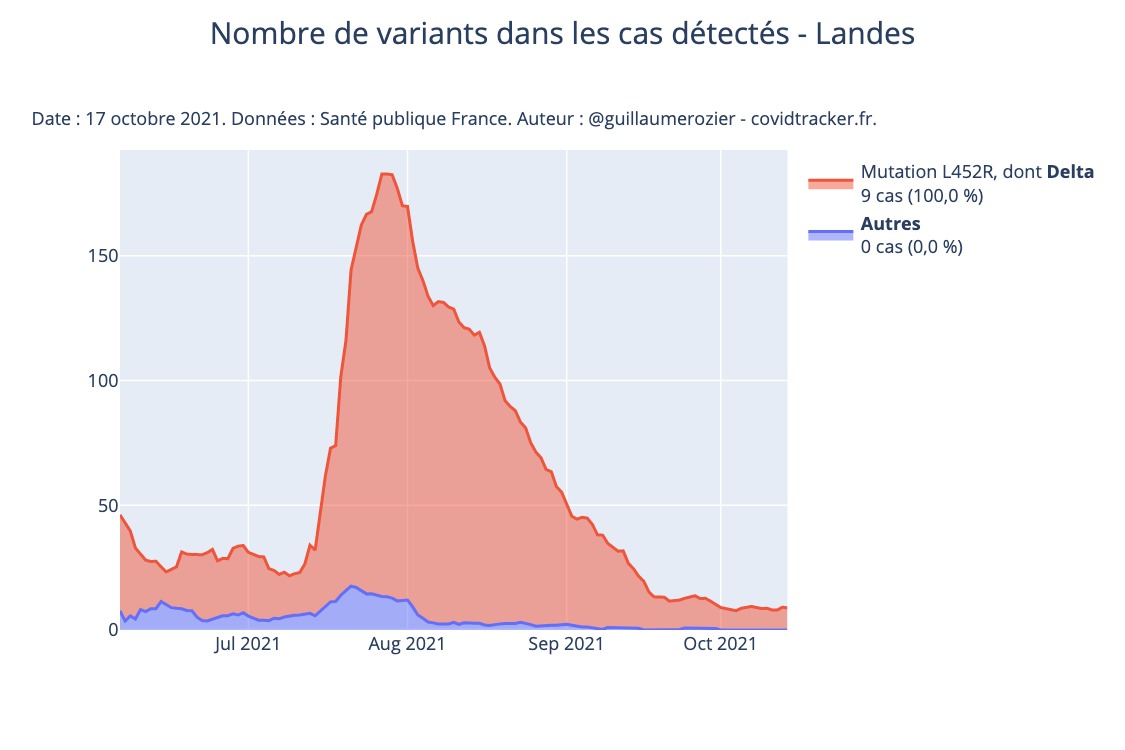 Nombre de variants dans les cas détectés - Landes
Date : 17 octobre 2021. Données : Santé publique France. Auteur : @guillaumerozier - covidtracker.fr.
Mutation L452R, dont Delta
9 cas (100,0 %)
Autres
0 cas (0,0 %)
150
100
50
0
Jul 2021
Aug 2021
Sep 2021
Oct 2021